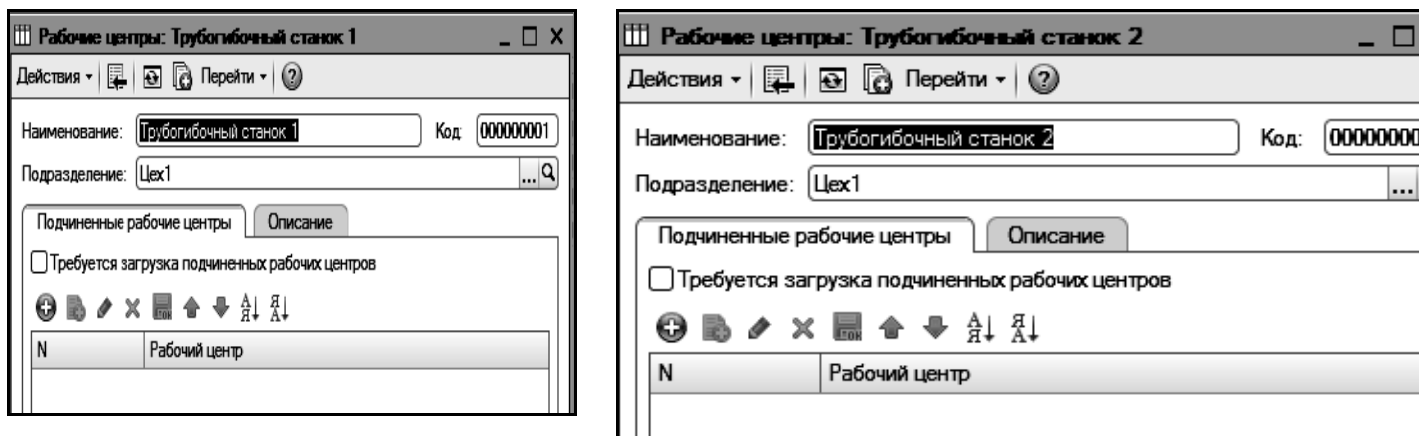 Рабочие центры: Трубогибочный станок 1
Действия Перейти
Наименование: Трубогибочный станок 1 Код: 000000001
Подразделение: Цех1 ...
Подчиненные рабочие центры Описание
Требуется загрузка подчиненных рабочих центров
N Рабочий центр
Рабочие центры: Трубогибочный станок 2
Действия Перейти
Наименование: Трубогибочный станок 2 Код: 00000000
Подразделение: Цех1 ...
Подчиненные рабочие центры Описание
Требуется загрузка подчиненных рабочих центров
N Рабочий центр